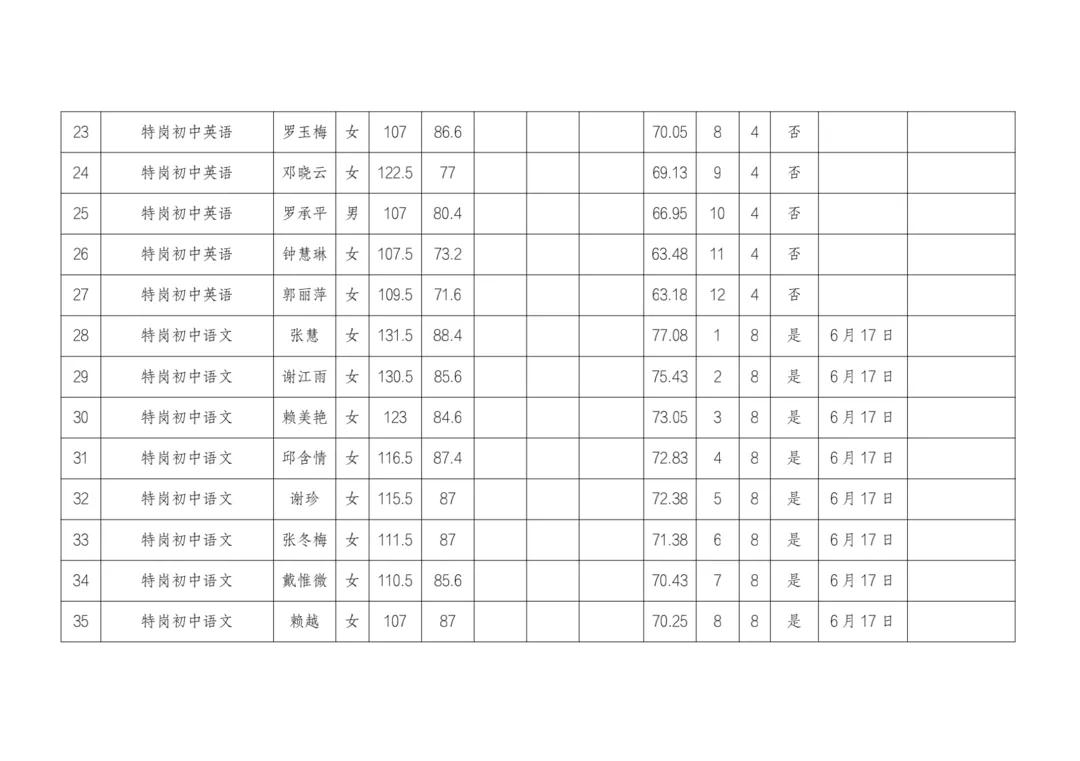 23 特岗初中英语 罗玉梅 女 107 86.6 70.05 8 4 否
24 特岗初中英语 邓晓云 女 122.5 77 69.13 9 4 否
25 特岗初中英语 罗承平 男 107 80.4 66.95 10 4 否
26 特岗初中英语 钟慧琳 女 107.5 73.2 63.48 11 4 否
27 特岗初中英语 郭丽萍 女 109.5 71.6 63.18 12 4 否
28 特岗初中语文 张慧 女 131.5 88.4 77.08 1 8 是 6月17日
29 特岗初中语文 谢江雨 女 130.5 85.6 75.43 2 8 是 6月17日
30 特岗初中语文 赖美艳 女 123 84.6 73.05 3 8 是 6月17日
31 特岗初中语文 邱含情 女 116.5 87.4 72.83 4 8 是 6月17日
32 特岗初中语文 谢珍 女 115.5 87 72.38 5 8 是 6月17日
33 特岗初中语文 张冬梅 女 111.5 87 71.38 6 8 是 6月17日
34 特岗初中语文 戴惟微 女 110.5 85.6 70.43 7 8 是 6月17日
35 特岗初中语文 赖越 女 107 87 70.25 8 8 是 6月17日